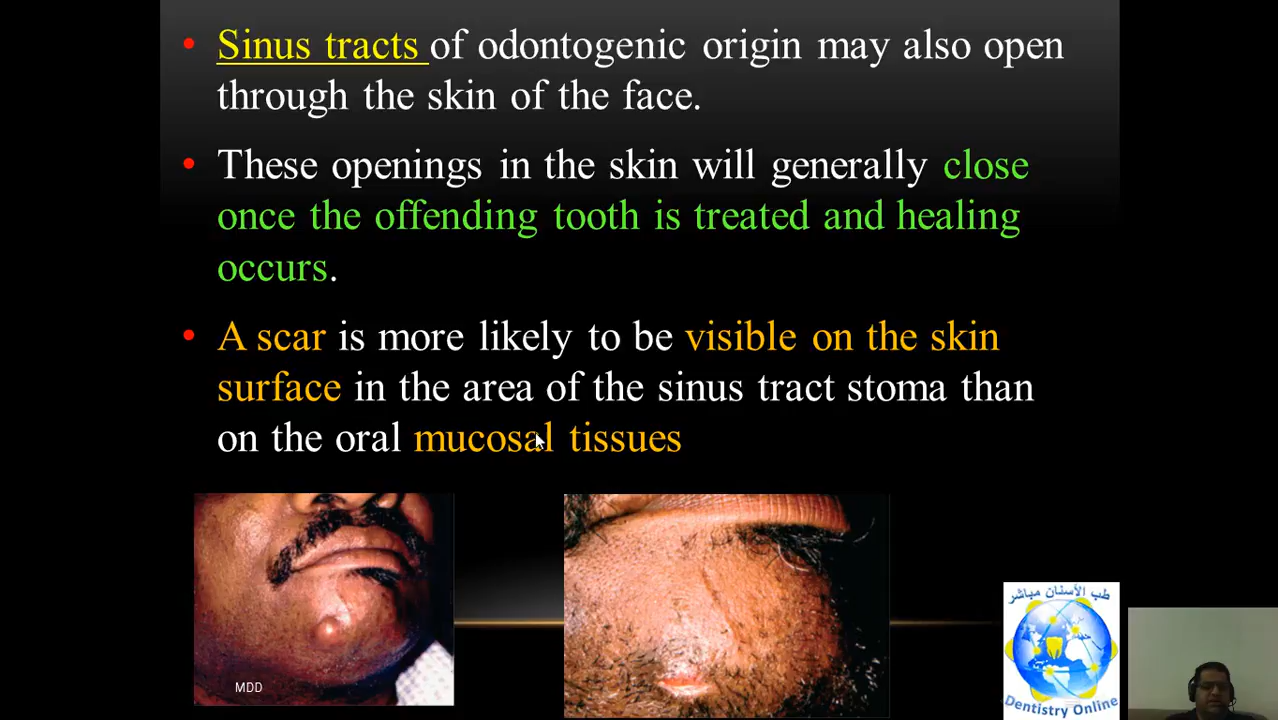 • Sinus tracts of odontogenic origin may also open
through the skin of the face.
• These openings in the skin will generally close
once the offending tooth is treated and healing
occurs.
• A scar is more likely to be visible on the skin
surface in the area of the sinus tract stoma than
on the oral mucosal tissues
MDD
طب الأسنان مباشر
Dentistry Online